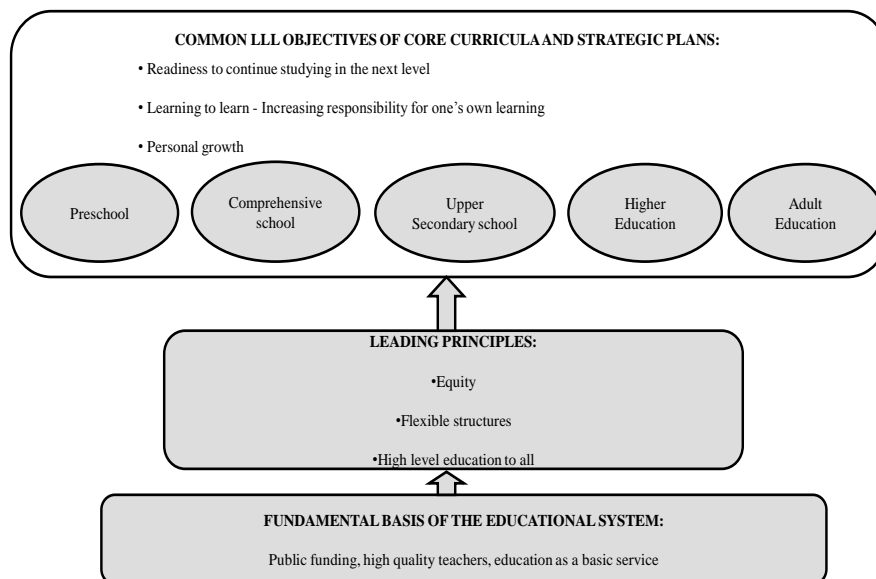 COMMON LLL OBJECTIVES OF CORE CURRICULA AND STRATEGIC PLANS:
• Readiness to continue studying in the next level
• Learning to learn - Increasing responsibility for one's own learning
• Personal growth
Preschool
Comprehensive
school
Upper
Secondary school
Higher
Education
Adult
Education
LEADING PRINCIPLES:
•Equity
•Flexible structures
•High level education to all
FUNDAMENTAL BASIS OF THE EDUCATIONAL SYSTEM:
Public funding, high quality teachers, education as a basic service